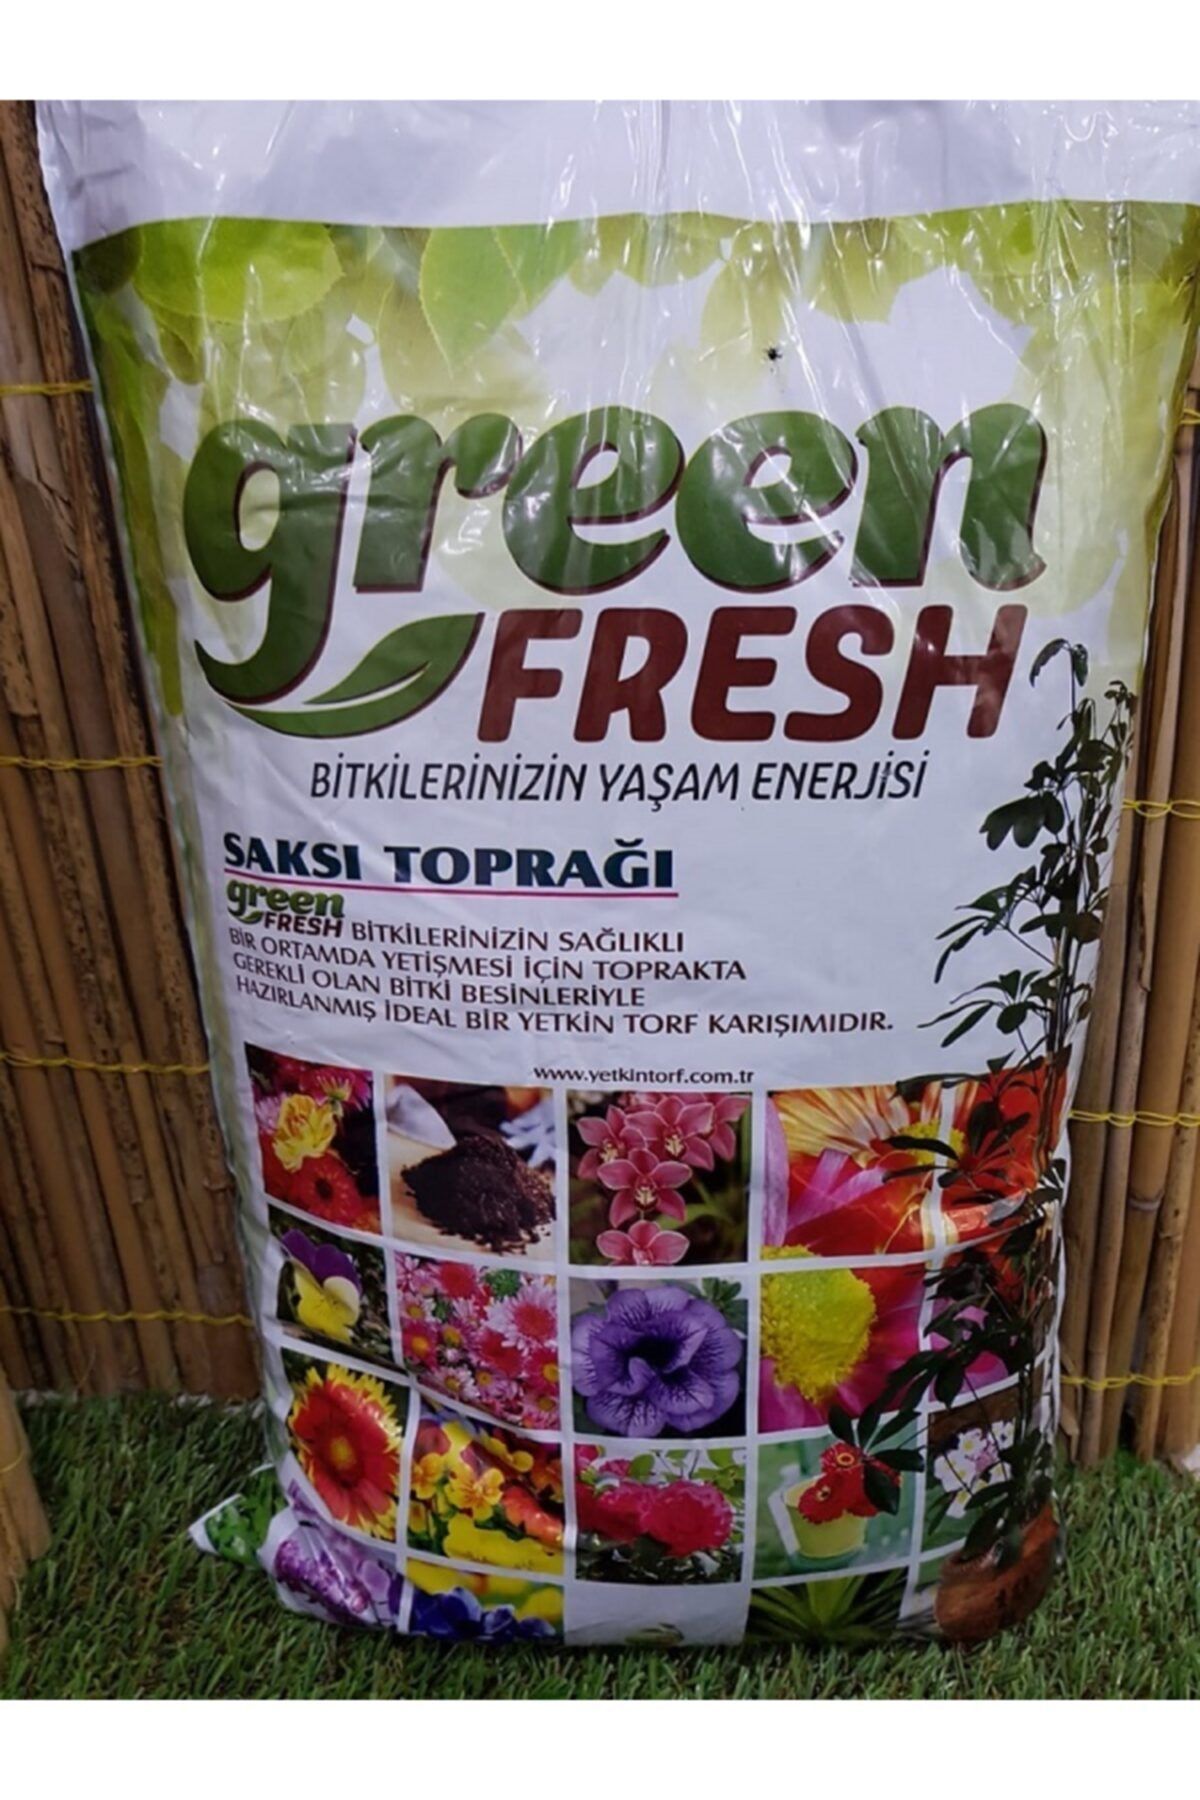 green
FRESH
BİTKİLERİNİZİN YAŞAM ENERJİSİ
SAKSI TOPRAĞI
green
FRESH BİTKİLERİNİZİN SAĞLIKLI
BİR ORTAMDA YETİŞMESİ İÇİN TOPRAKTA
GEREKLİ OLAN BİTKİ BESİNLERİYLE
HAZIRLANMIŞ İDEAL BİR YETKİN TORF KARIŞIMIDIR.
www.yetkintorf.com.tr